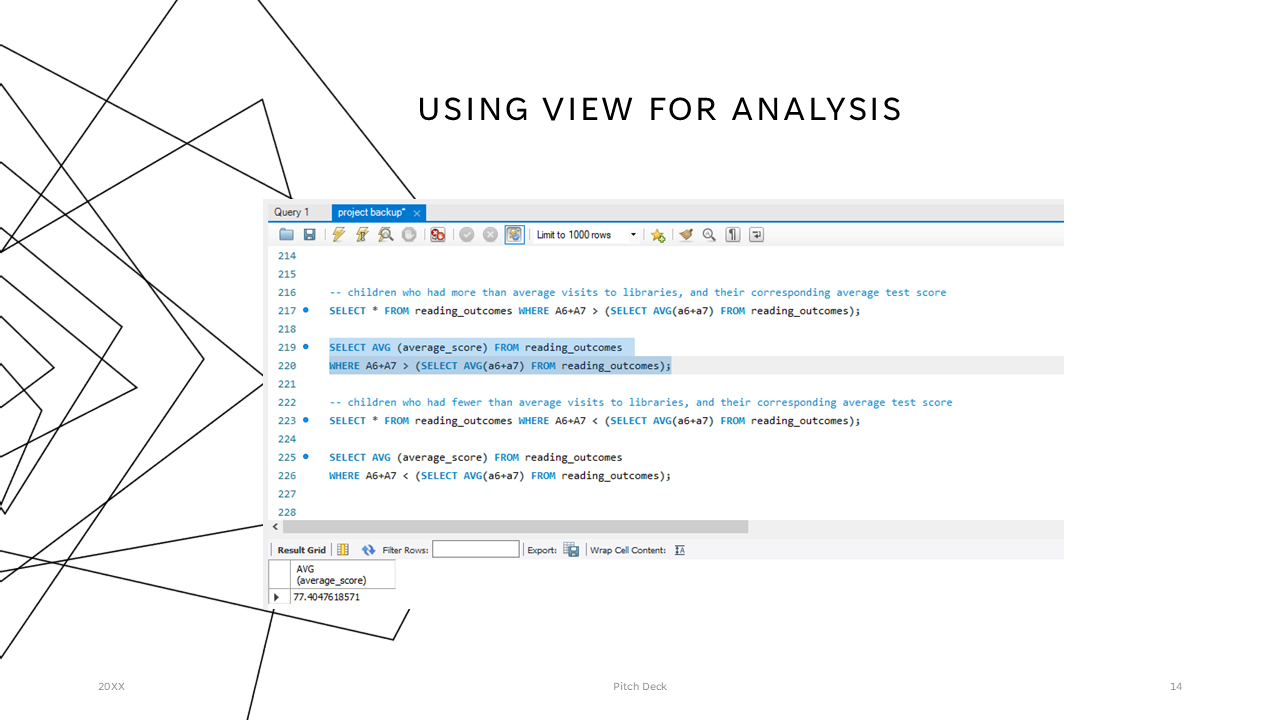 USING VIEW FOR ANALYSIS
Query 1 project backup* ×
Limit to 1000 rows
214
215
216 -- children who had more than average visits to libraries, and their corresponding average test score
217 SELECT * FROM reading_outcomes WHERE A6+A7 > (SELECT AVG(a6+a7) FROM reading_outcomes);
218
219 SELECT AVG (average_score) FROM reading_outcomes
220 WHERE A6+A7 > (SELECT AVG(a6+a7) FROM reading_outcomes);
221
222 -- children who had fewer than average visits to libraries, and their corresponding average test score
223 SELECT * FROM reading_outcomes WHERE A6+A7 < (SELECT AVG(a6+a7) FROM reading_outcomes);
224
225 SELECT AVG (average_score) FROM reading_outcomes
226 WHERE A6+A7 < (SELECT AVG(a6+a7) FROM reading_outcomes);
227
228
Result Grid Filter Rows: Export: Wrap Cell Content:
AVG
(average_score)
77.4047618571
20XX Pitch Deck 14